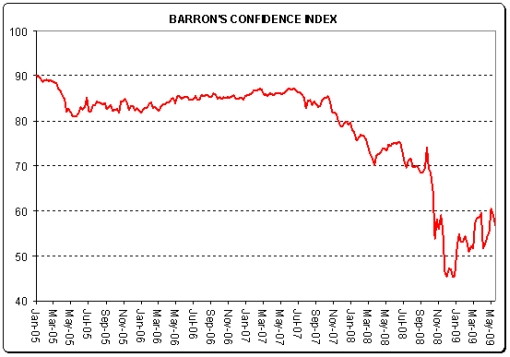 BARRON'S CONFIDENCE INDEX
100
90
80
70
60
50
40
Jan-05
Mar-05
May-05
Jul-05
Sep-05
Nov-05
Jan-06
Mar-06
May-06
Jul-06
Sep-06
Nov-06
Jan-07
Mar-07
May-07
Jul-07
Sep-07
Nov-07
Jan-08
Mar-08
May-08
Jul-08
Sep-08
Nov-08
Jan-09
Mar-09
May-09